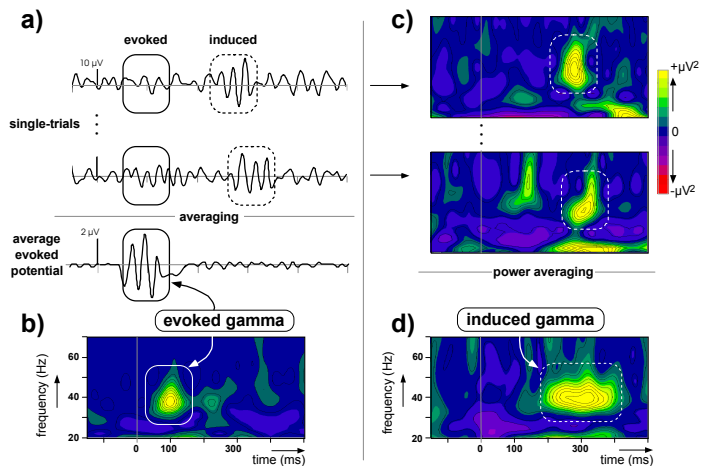 a)
evoked
induced
10 µV
single-trials
averaging
average
evoked
potential
2 µV
evoked gamma
b)
frequency (Hz)
60
40
20
0
100
300
time (ms)
c)
+µV²
0
-µV²
power averaging
induced gamma
d)
frequency (Hz)
60
40
20
0
100
300
time (ms)